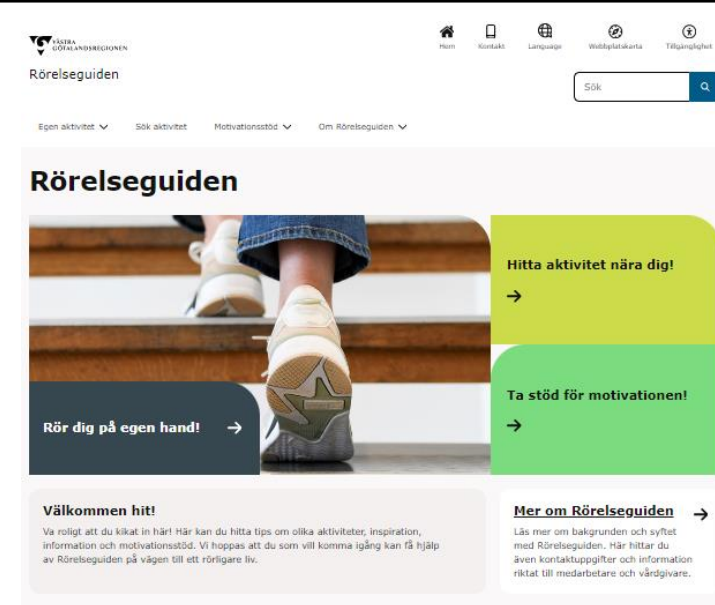 VÄSTRA
GÖTALANDSREGIONEN
Hem Kontakt Language Webbplatskarta Tillgänglighet
Rörelseguiden
Sök
Egen aktivitet Sök aktivitet Motivationsstöd Om Rörelseguiden
Rörelseguiden
Hitta aktivitet nära dig!
Ta stöd för motivationen!
Rör dig på egen hand!
Välkommen hit!
Va roligt att du kikat in här! Här kan du hitta tips om olika aktiviteter, inspiration,
information och motivationsstöd. Vi hoppas att du som vill komma igång kan få hjälp
av Rörelseguiden på vägen till ett rörligare liv.
Mer om Rörelseguiden
Läs mer om bakgrunden och syftet
med Rörelseguiden. Här hittar du
även kontaktuppgifter och information
riktat till medarbetare och vårdgivare.